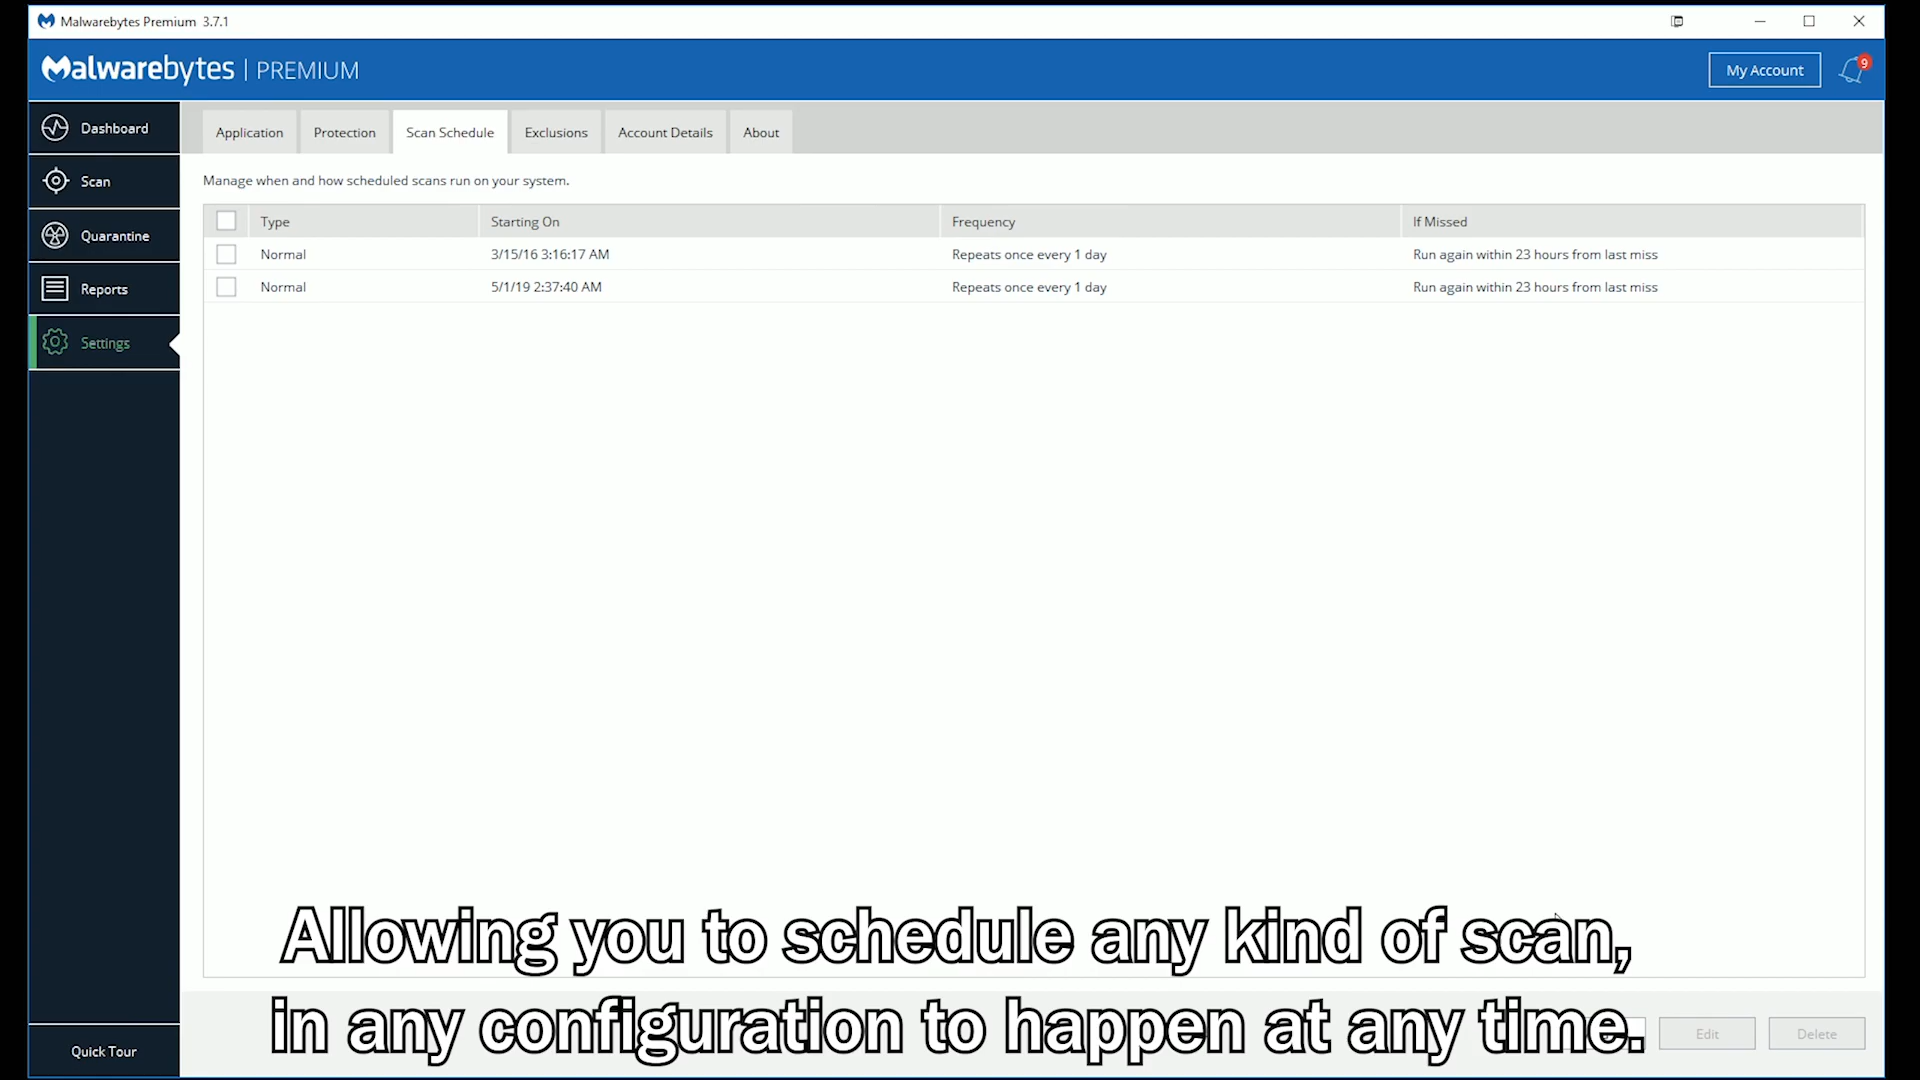 Malwarebytes Premium 3.7.1
Malwarebytes | PREMIUM
My Account
9
Dashboard
Scan
Quarantine
Reports
Settings
Quick Tour
Application
Protection
Scan Schedule
Exclusions
Account Details
About
Manage when and how scheduled scans run on your system.
Type Starting On Frequency If Missed
Normal 3/15/16 3:16:17 AM Repeats once every 1 day Run again within 23 hours from last miss
Normal 5/1/19 2:37:40 AM Repeats once every 1 day Run again within 23 hours from last miss
Allowing you to schedule any kind of scan,
in any configuration to happen at any time.
Edit
Delete